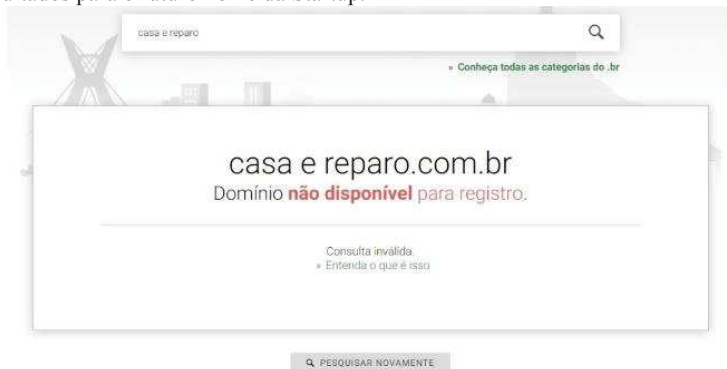 casa e reparo
» Conheça todas as categorias do .br
casa e reparo.com.br
Domínio não disponível para registro.
Consulta inválida.
» Entenda o que é isso
PESQUISAR NOVAMENTE